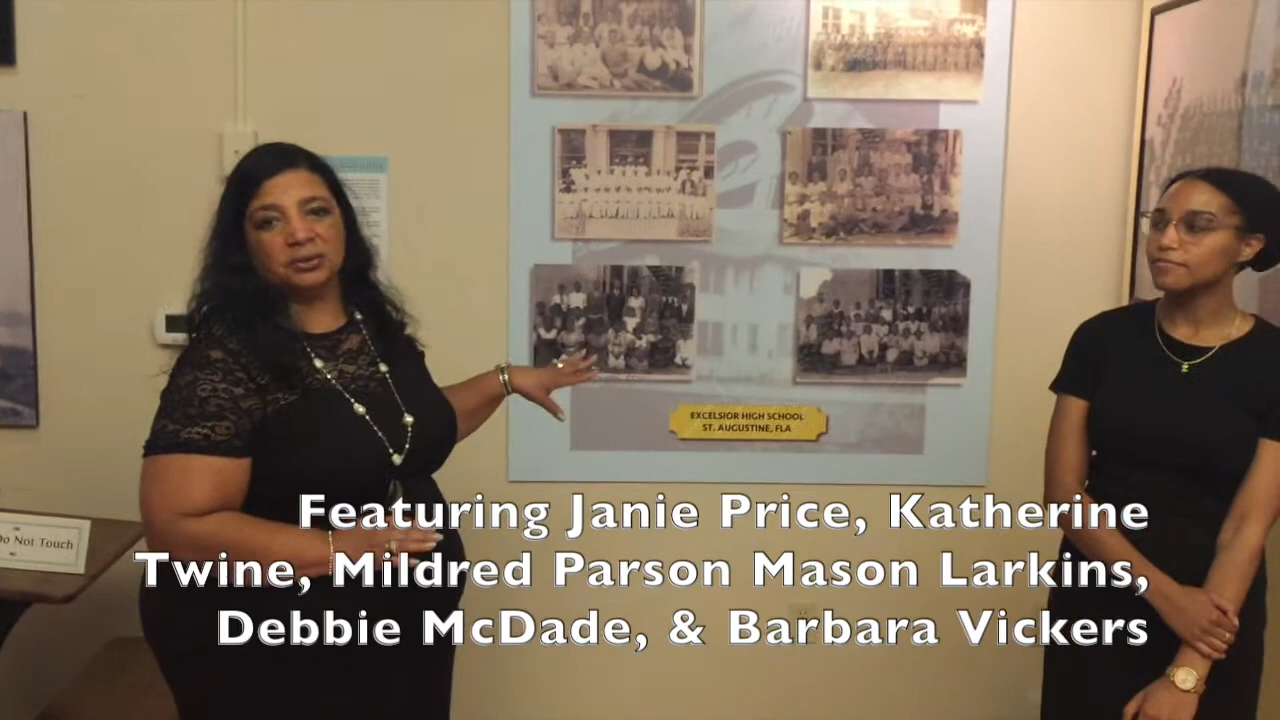 EXCELSIOR HIGH SCHOOL
ST. AUGUSTINE, FLA
Do Not Touch
Featuring Janie Price, Katherine
Twine, Mildred Parson Mason Larkins,
Debbie McDade, & Barbara Vickers